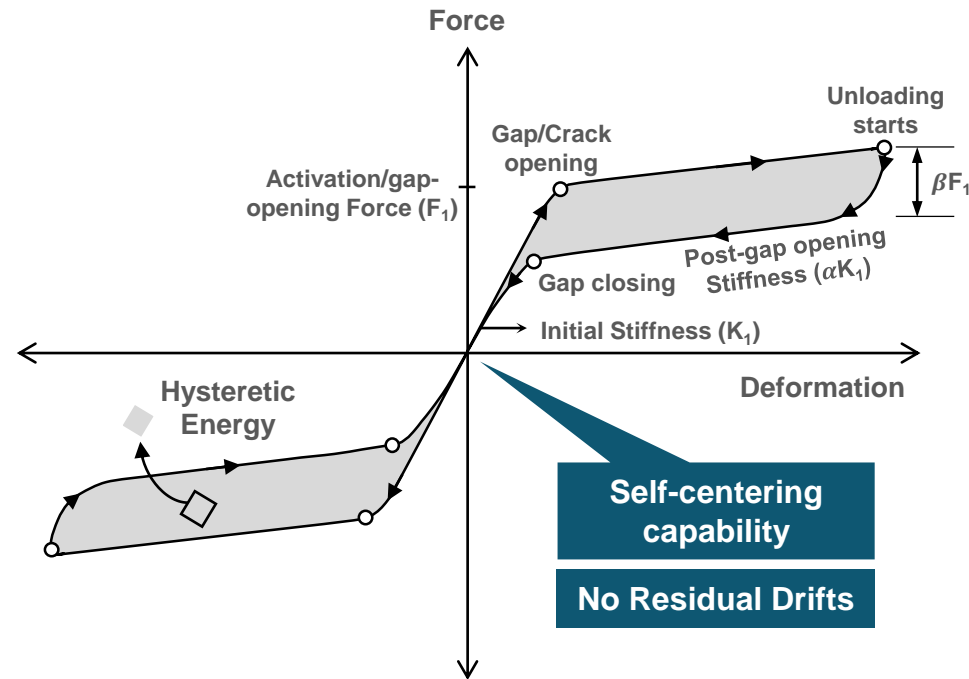 Force
Unloading
starts
Gap/Crack
opening
Activation/gap-
opening Force (F₁)
βF₁
Post-gap opening
Stiffness (αK₁)
Gap closing
Initial Stiffness (K₁)
Deformation
Hysteretic
Energy
Self-centering
capability
No Residual Drifts